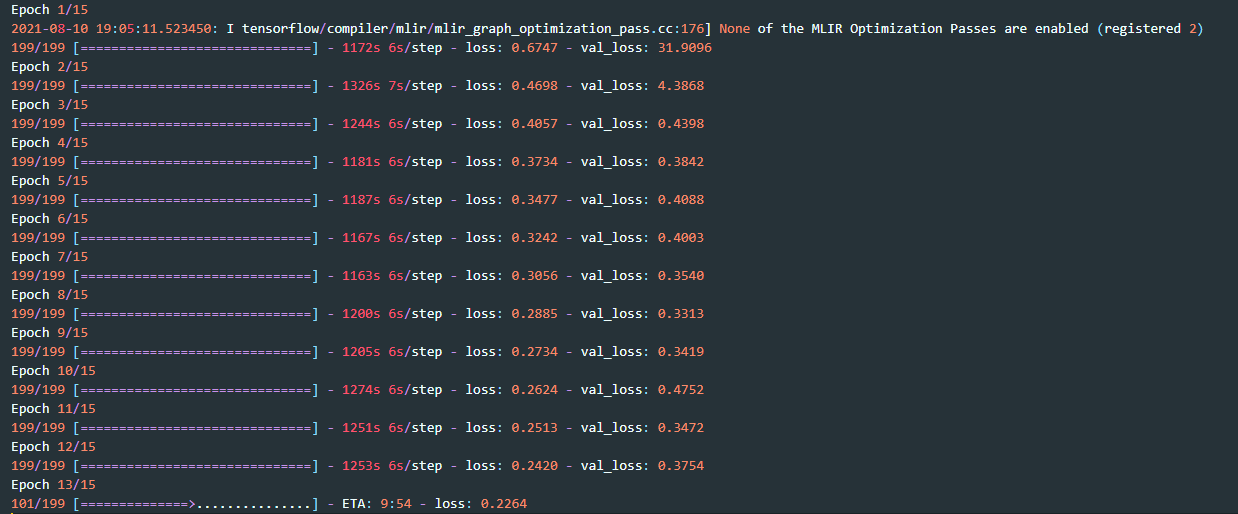 Epoch 1/15
2021-08-10 19:05:11.523450: I tensorflow/compiler/mlir/mlir_graph_optimization_pass.cc:176] None of the MLIR Optimization Passes are enabled (registered 2)
199/199 [==============================] - 1172s 6s/step - loss: 0.6747 - val_loss: 31.9096
Epoch 2/15
199/199 [==============================] - 1326s 7s/step - loss: 0.4698 - val_loss: 4.3868
Epoch 3/15
199/199 [==============================] - 1244s 6s/step - loss: 0.4057 - val_loss: 0.4398
Epoch 4/15
199/199 [==============================] - 1181s 6s/step - loss: 0.3734 - val_loss: 0.3842
Epoch 5/15
199/199 [==============================] - 1187s 6s/step - loss: 0.3477 - val_loss: 0.4088
Epoch 6/15
199/199 [==============================] - 1167s 6s/step - loss: 0.3242 - val_loss: 0.4003
Epoch 7/15
199/199 [==============================] - 1163s 6s/step - loss: 0.3056 - val_loss: 0.3540
Epoch 8/15
199/199 [==============================] - 1200s 6s/step - loss: 0.2885 - val_loss: 0.3313
Epoch 9/15
199/199 [==============================] - 1205s 6s/step - loss: 0.2734 - val_loss: 0.3419
Epoch 10/15
199/199 [==============================] - 1274s 6s/step - loss: 0.2624 - val_loss: 0.4752
Epoch 11/15
199/199 [==============================] - 1251s 6s/step - loss: 0.2513 - val_loss: 0.3472
Epoch 12/15
199/199 [==============================] - 1253s 6s/step - loss: 0.2420 - val_loss: 0.3754
Epoch 13/15
101/199 [==============>...............] - ETA: 9:54 - loss: 0.2264